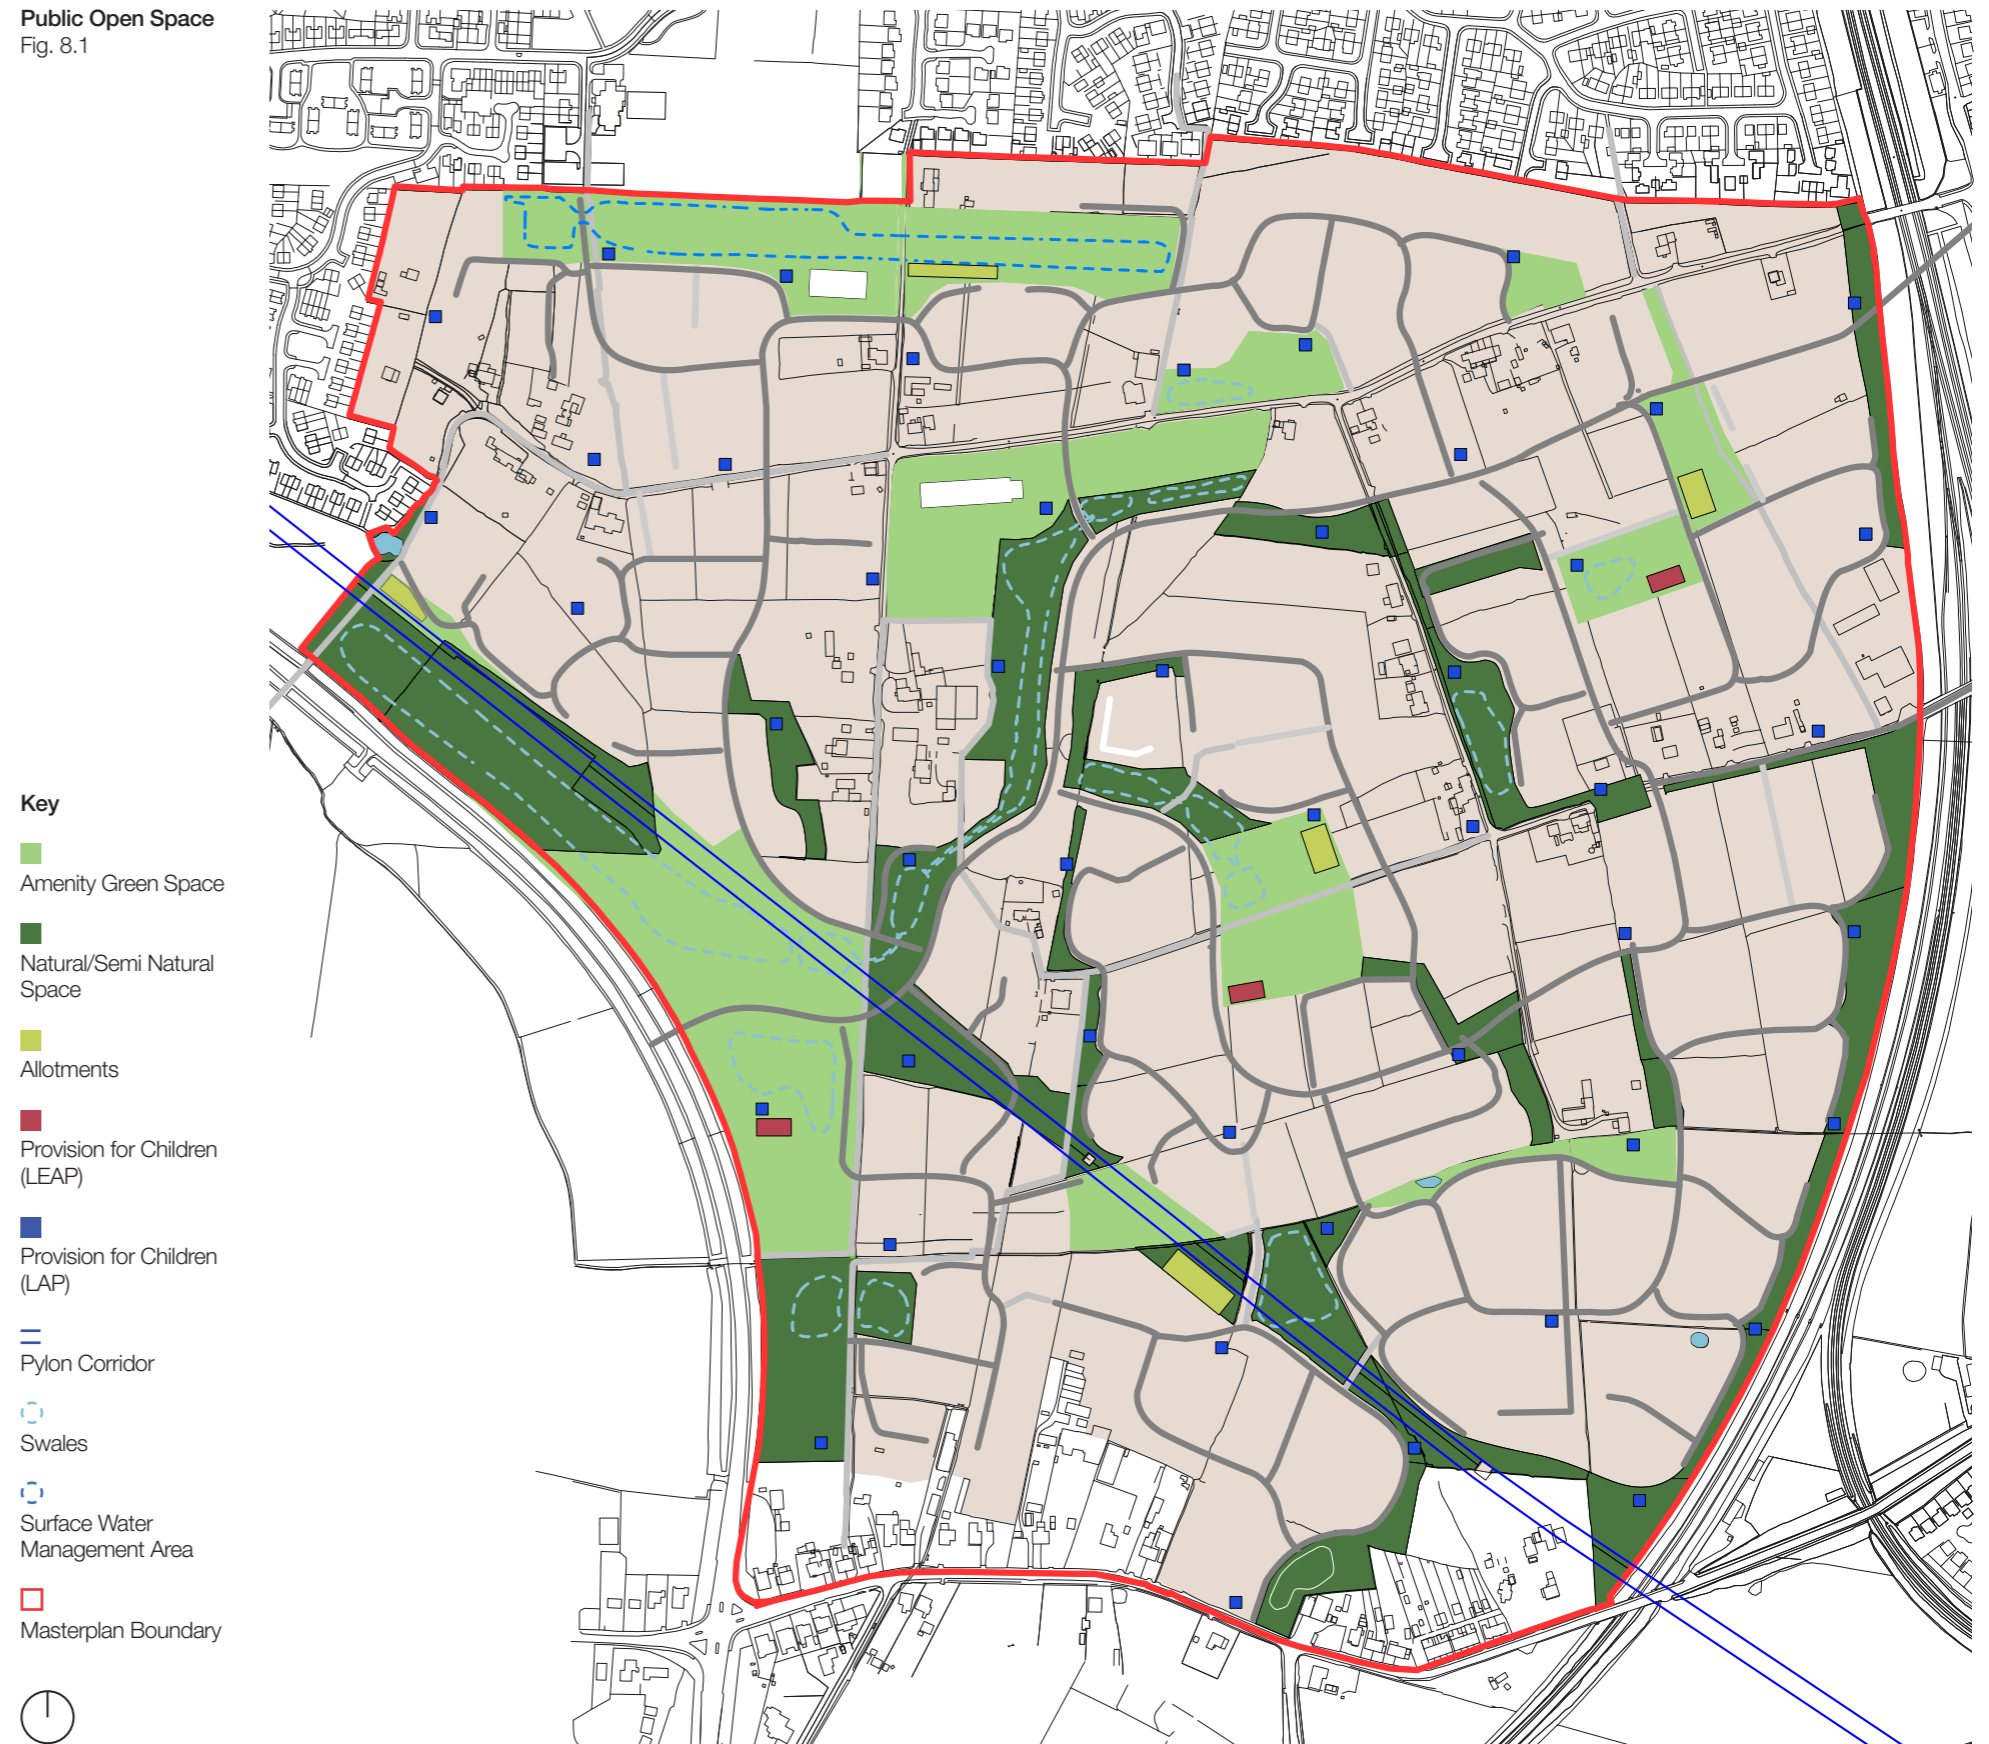 Public Open Space
Fig. 8.1
Key
Amenity Green Space
Natural/Semi Natural
Space
Allotments
Provision for Children
(LEAP)
Provision for Children
(LAP)
Pylon Corridor
Swales
Surface Water
Management Area
Masterplan Boundary